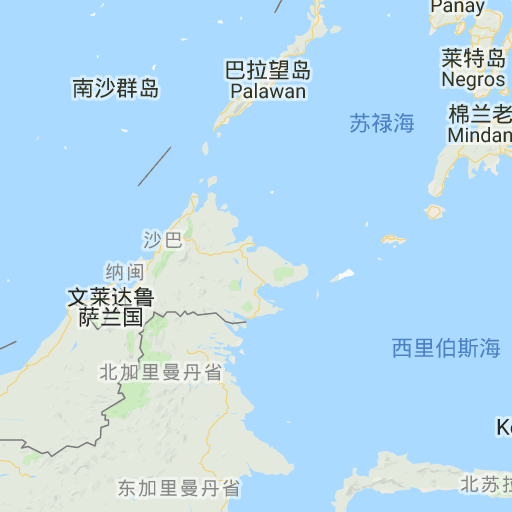 Panay
莱特岛
Negros
巴拉望岛
Palawan
南沙群岛
棉兰老
Mindan
苏禄海
沙巴
纳闽
文莱达鲁
萨兰国
西里伯斯海
北加里曼丹省
北苏拉
东加里曼丹省